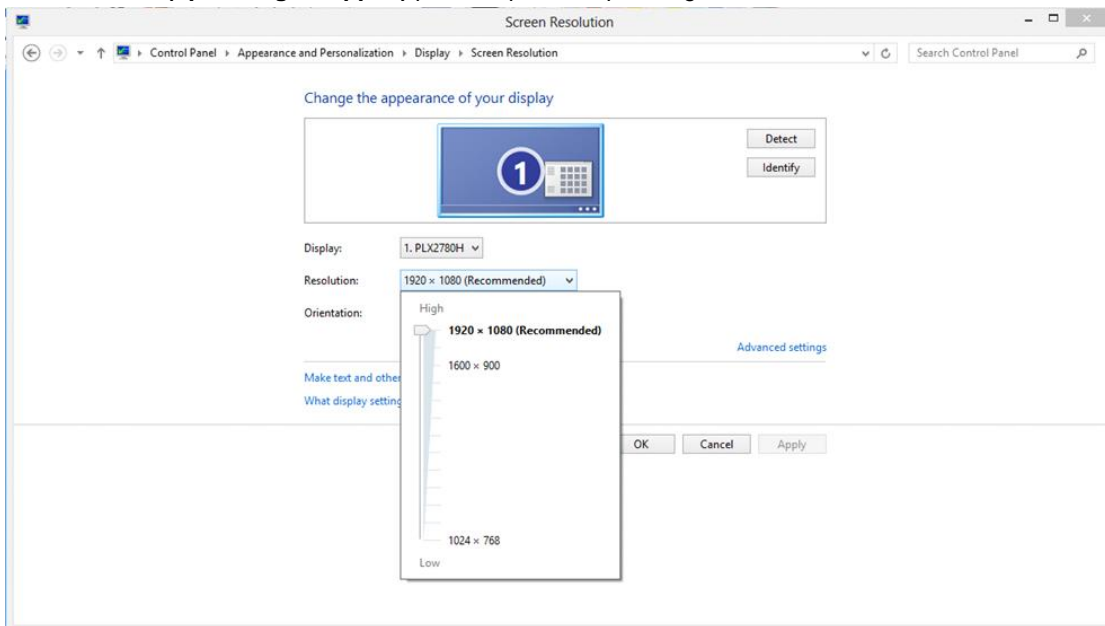 Screen Resolution
Control Panel Appearance and Personalization Display Screen Resolution
Search Control Panel
Change the appearance of your display
1
Detect
Identify
Display: 1. PLX2780H
Resolution: 1920 × 1080 (Recommended)
Orientation:
High
1920 × 1080 (Recommended)
1600 × 900
1024 × 768
Low
Advanced settings
Make text and other
What display setting
OK Cancel Apply